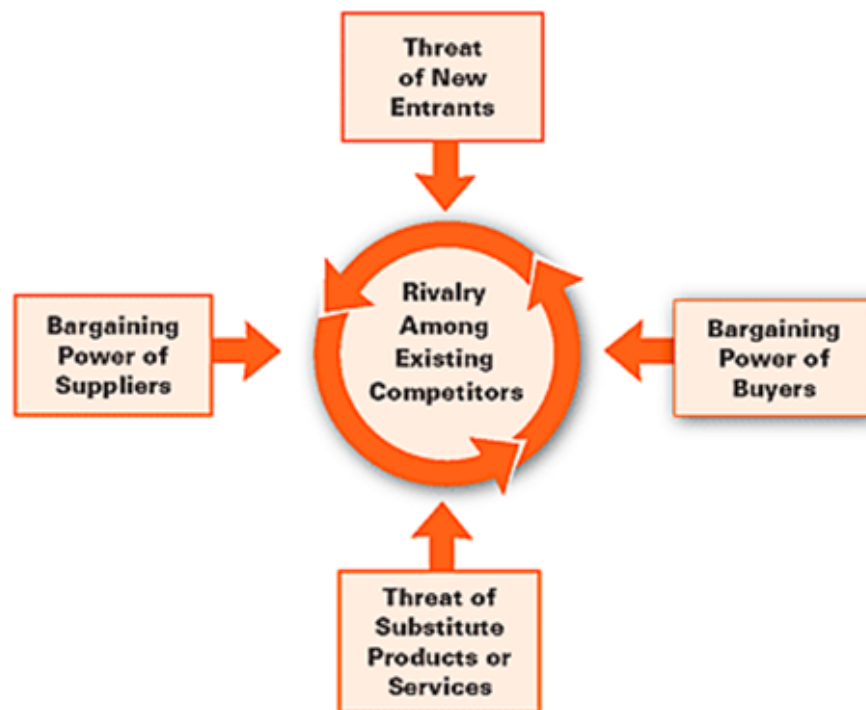 Threat
of New
Entrants
Bargaining
Power of
Suppliers
Rivalry
Among
Existing
Competitors
Bargaining
Power of
Buyers
Threat of
Substitute
Products or
Services